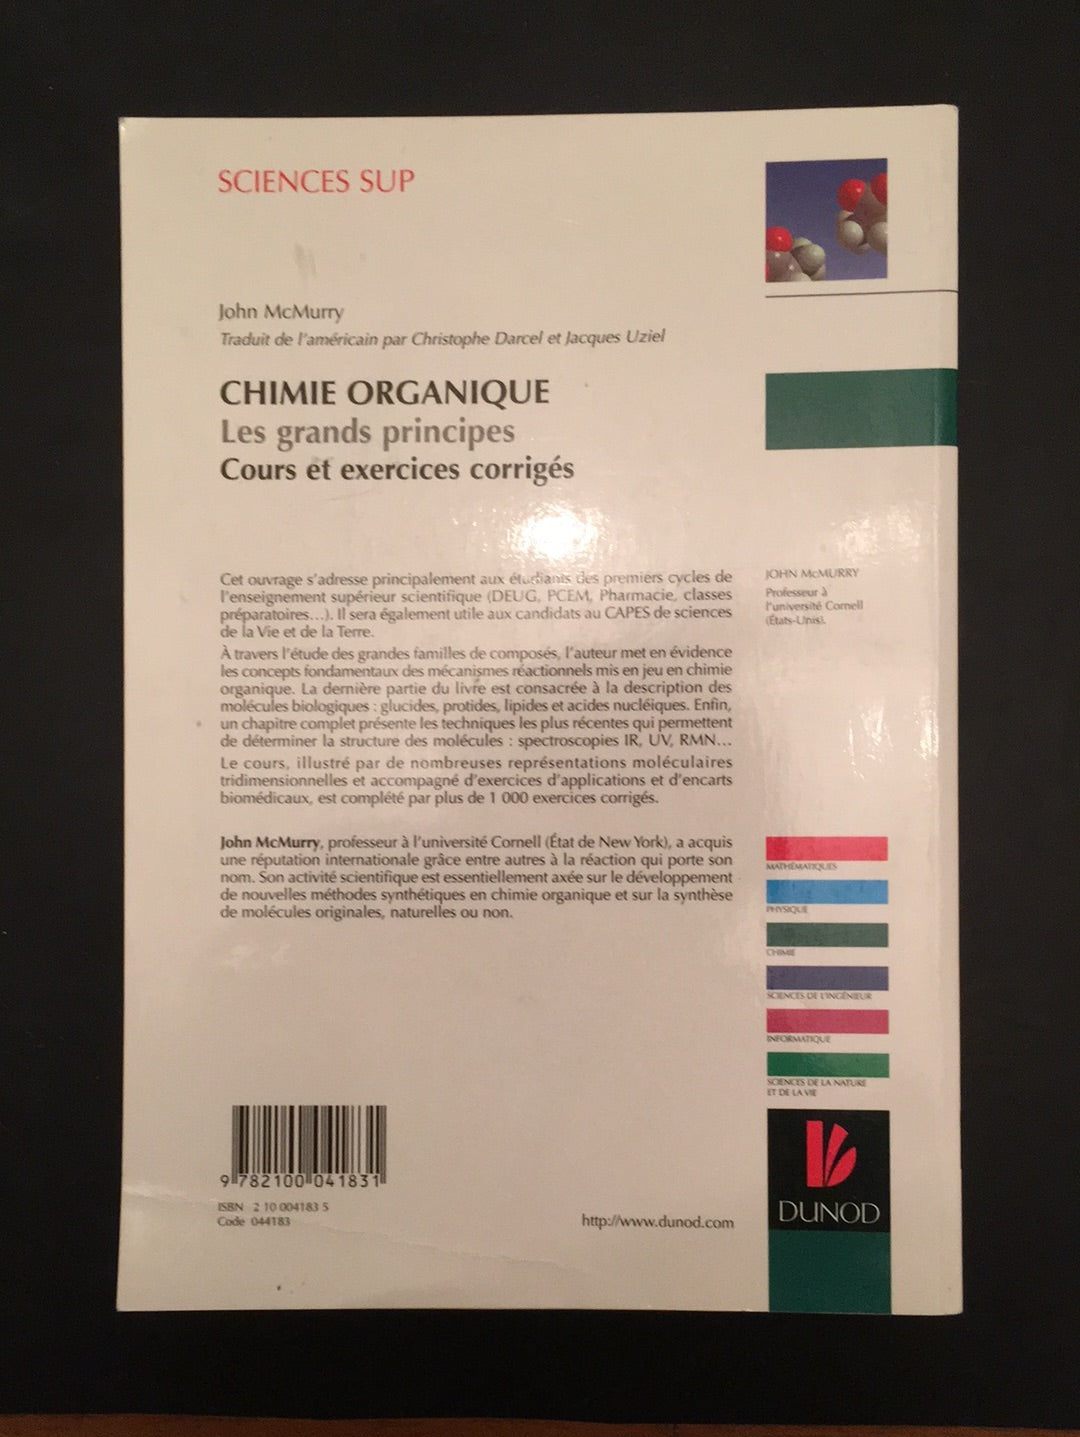 SCIENCES SUP
John McMurry
Traduit de l'américain par Christophe Darcel et Jacques Uziel
CHIMIE ORGANIQUE
Les grands principes
Cours et exercices corrigés
Cet ouvrage s'adresse principalement aux étudiants des premiers cycles de
l'enseignement supérieur scientifique (DEUG, PCEM, Pharmacie, classes
préparatoires...). Il sera également utile aux candidats au CAPES de sciences
de la Vie et de la Terre.
À travers l'étude des grandes familles de composés, l'auteur met en évidence
les concepts fondamentaux des mécanismes réactionnels mis en jeu en chimie
organique. La dernière partie du livre est consacrée à la description des
molécules biologiques : glucides, protides, lipides et acides nucléiques. Enfin,
un chapitre complet présente les techniques les plus récentes qui permettent
de déterminer la structure des molécules : spectroscopies IR, UV, RMN...
Le cours, illustré par de nombreuses représentations moléculaires
tridimensionnelles et accompagné d'exercices d'applications et d'encarts
biomédicaux, est complété par plus de 1 000 exercices corrigés.
John McMurry, professeur à l'université Cornell (État de New York), a acquis
une réputation internationale grâce entre autres à la réaction qui porte son
nom. Son activité scientifique est essentiellement axée sur le développement
de nouvelles méthodes synthétiques en chimie organique et sur la synthèse
de molécules originales, naturelles ou non.
JOHN McMURRY
Professeur à
l'université Cornell
(États-Unis).
MATHÉMATIQUES
PHYSIQUE
CHIMIE
SCIENCES DE L'INGÉNIEUR
INFORMATIQUE
SCIENCES DE LA NATURE
ET DE LA VIE
9 782100 041831
ISBN 2 10 004183 5
Code 044183
http://www.dunod.com
DUNOD